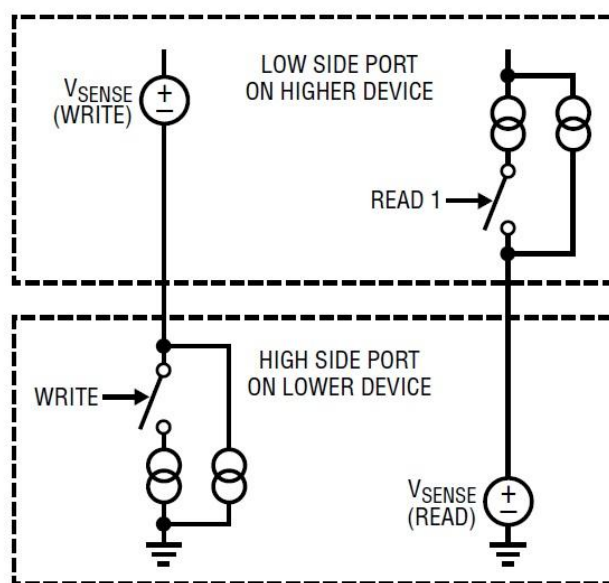 LOW SIDE PORT
ON HIGHER DEVICE
VSENSE
(WRITE)
+
−
READ 1
HIGH SIDE PORT
ON LOWER DEVICE
WRITE
VSENSE
(READ)
+
−